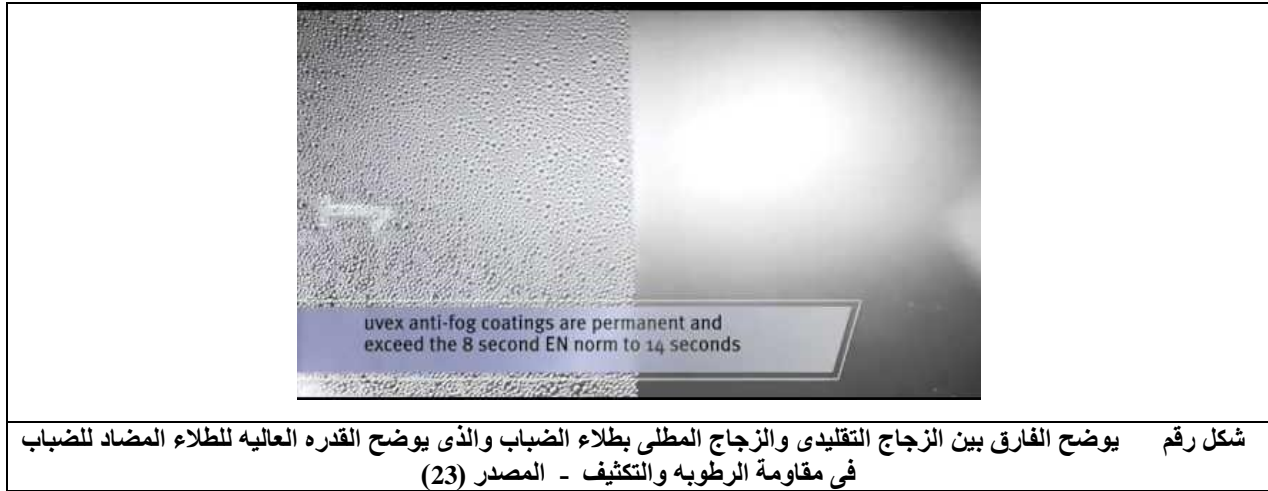 uvex anti-fog coatings are permanent and
exceed the 8 second EN norm to 14 seconds
شكل رقم يوضح الفارق بين الزجاج التقليدى والزجاج المطلى بطلاء الضباب والذى يوضح القدره العاليه للطلاء المضاد للضباب
فى مقاومة الرطوبه والتكثيف - المصدر (23)